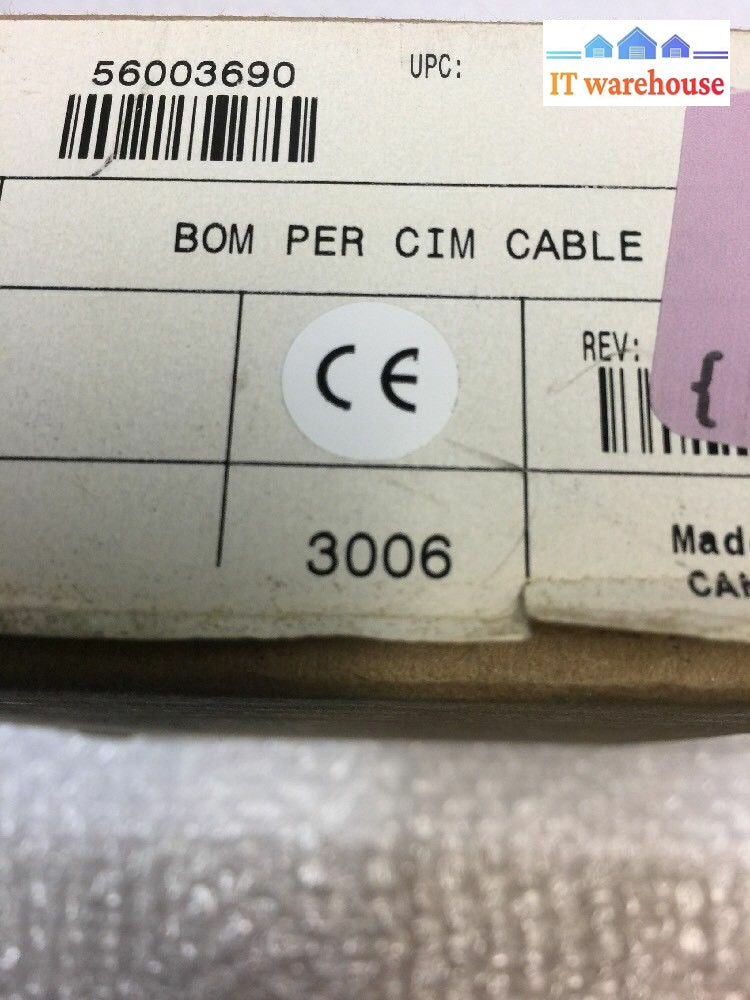 56003690
UPC:
IT warehouse
BOM PER CIM CABLE
CE
REV:
{
3006
Mad
CA